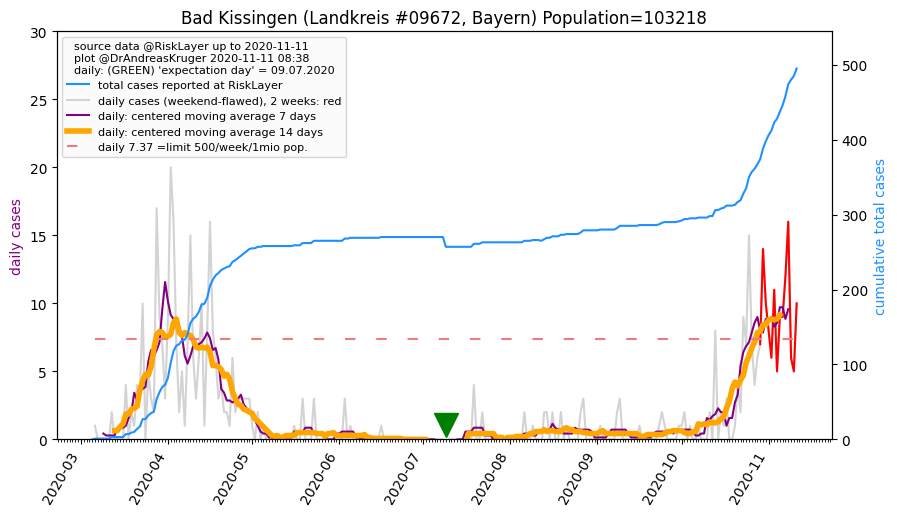 Bad Kissingen (Landkreis #09672, Bayern) Population=103218
30
25
20
15
10
5
0
daily cases
source data @RiskLayer up to 2020-11-11
plot @DrAndreasKruger 2020-11-11 08:38
daily: (GREEN) 'expectation day' = 09.07.2020
total cases reported at RiskLayer
daily cases (weekend-flawed), 2 weeks: red
daily: centered moving average 7 days
daily: centered moving average 14 days
daily 7.37 =limit 500/week/1mio pop.
500
400
300
200
100
0
cumulative total cases
2020-03
2020-04
2020-05
2020-06
2020-07
2020-08
2020-09
2020-10
2020-11